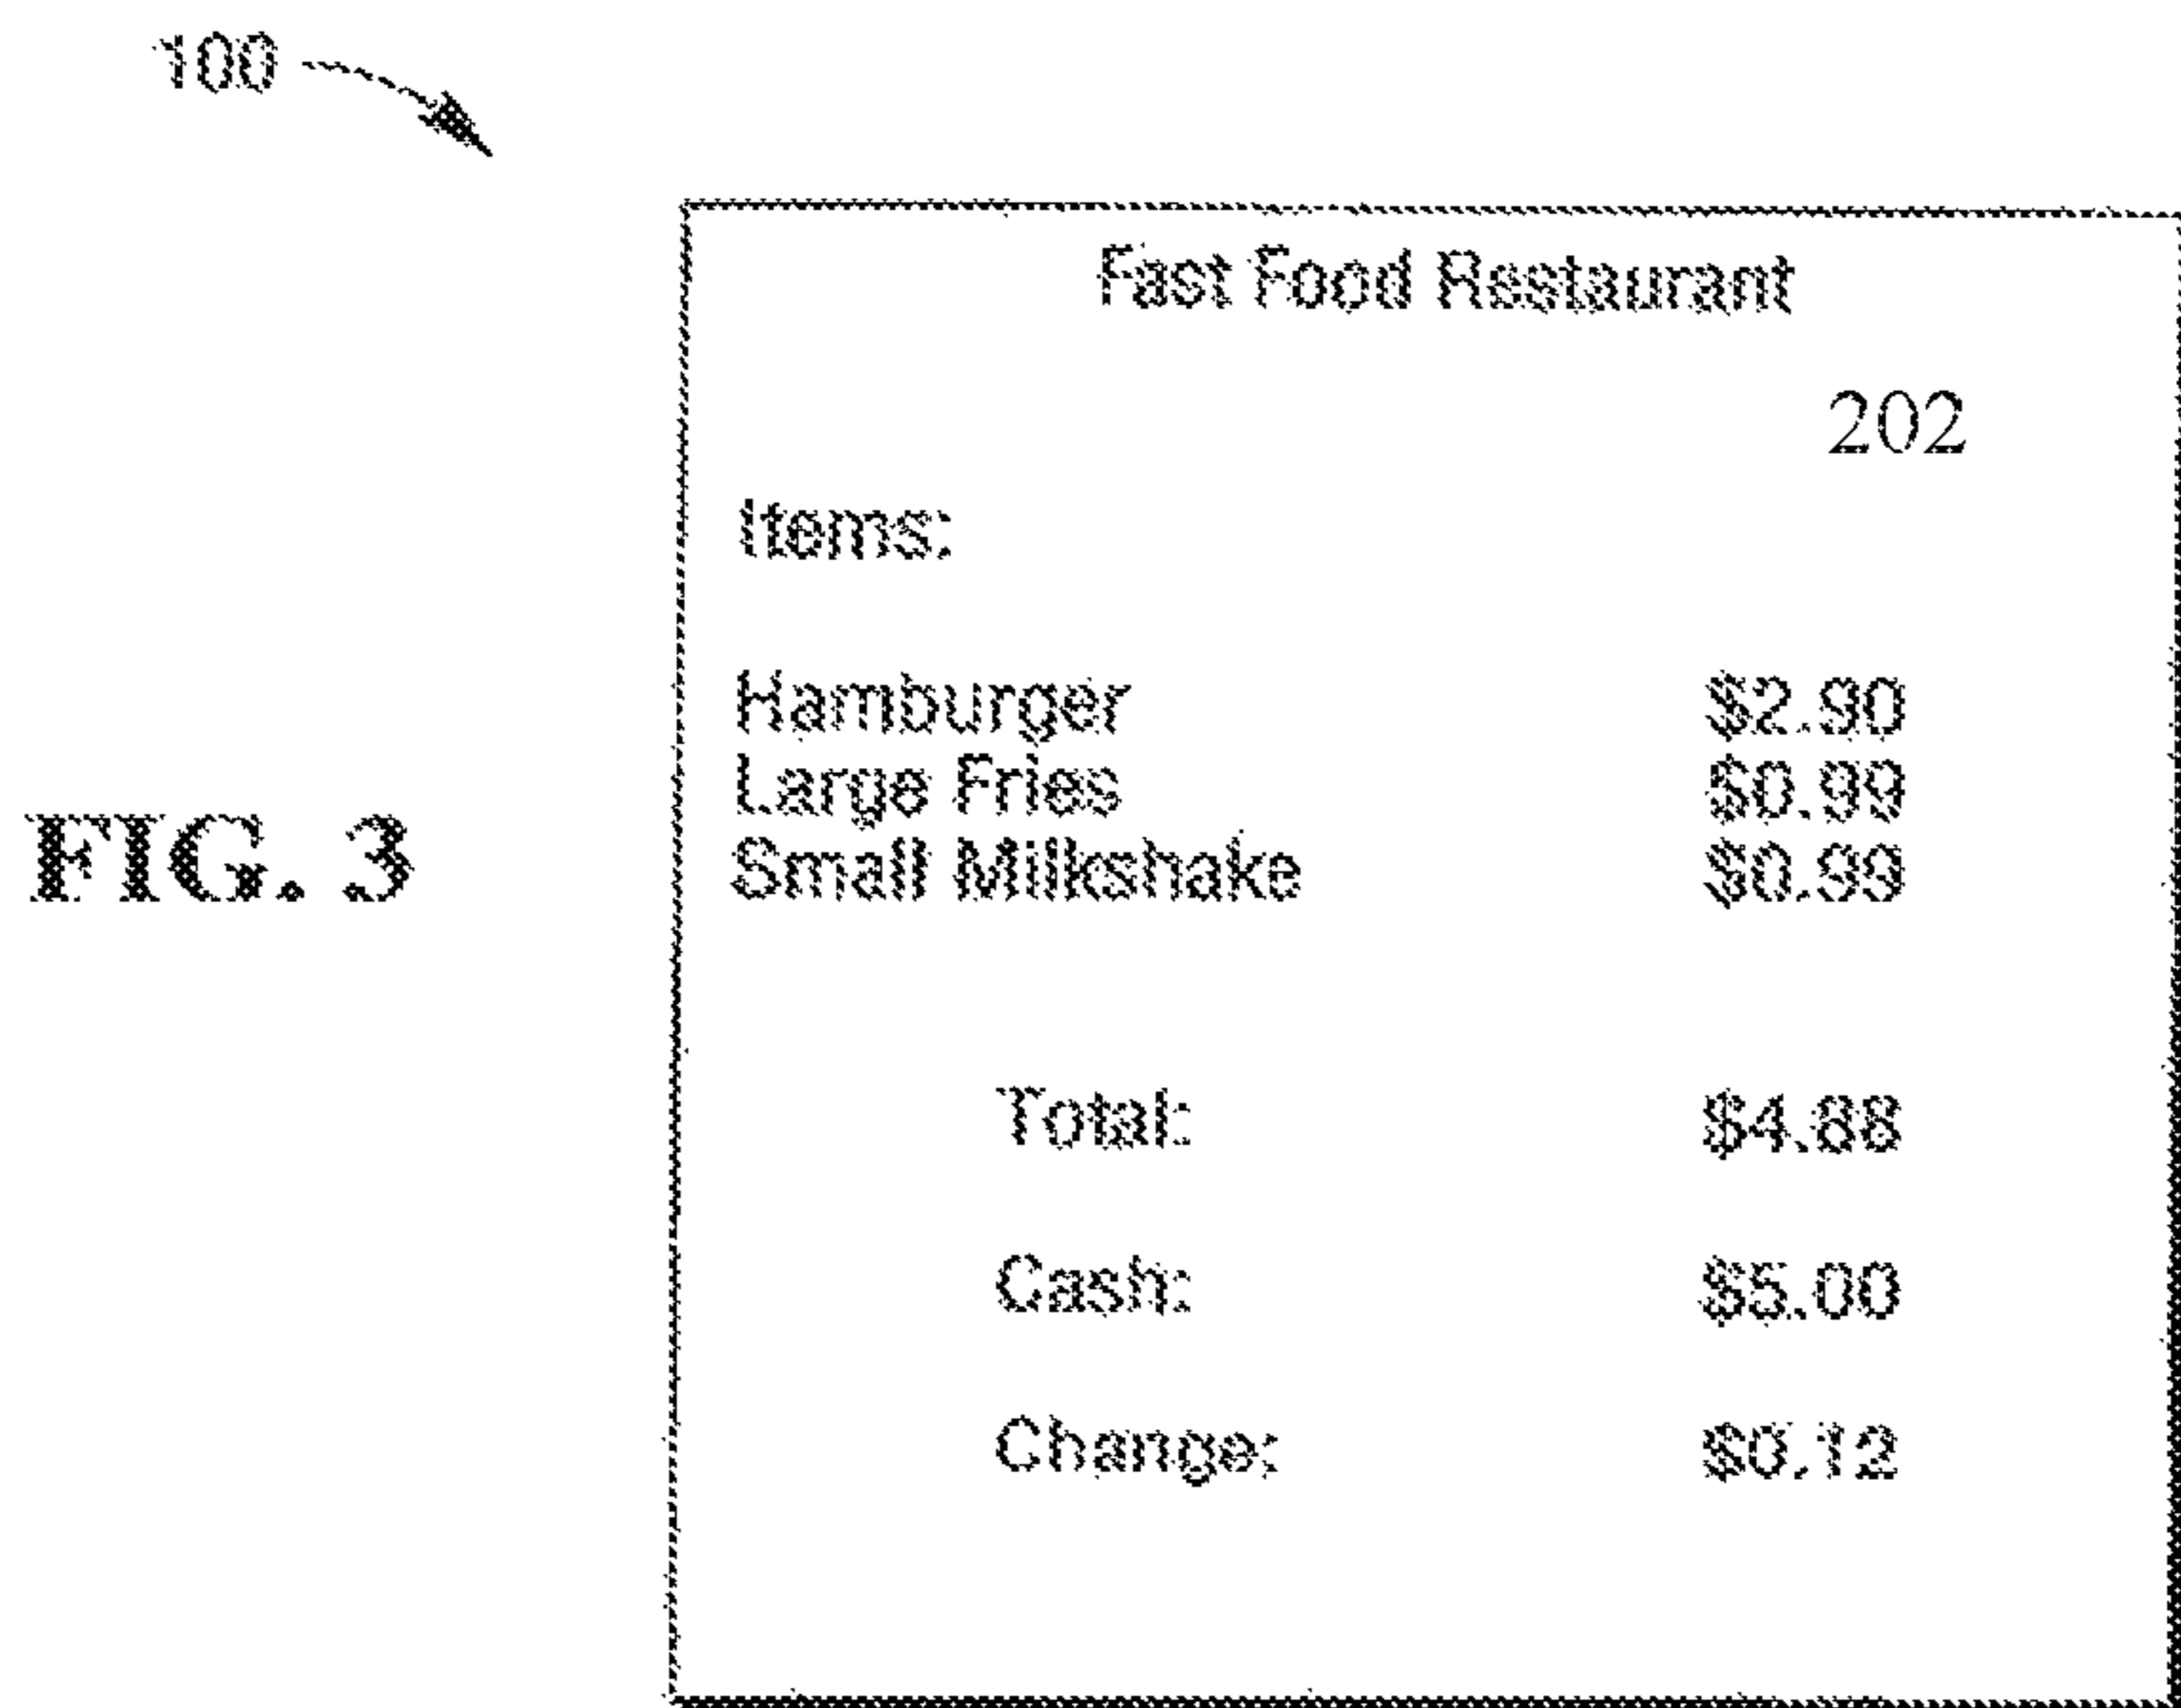 100
Fast Food Restaurant
202
Items:
Hamburger $2.90
Large Fries $0.99
Small Milkshake $0.99
FIG. 3
Total: $4.88
Cash: $5.00
Change: $0.12